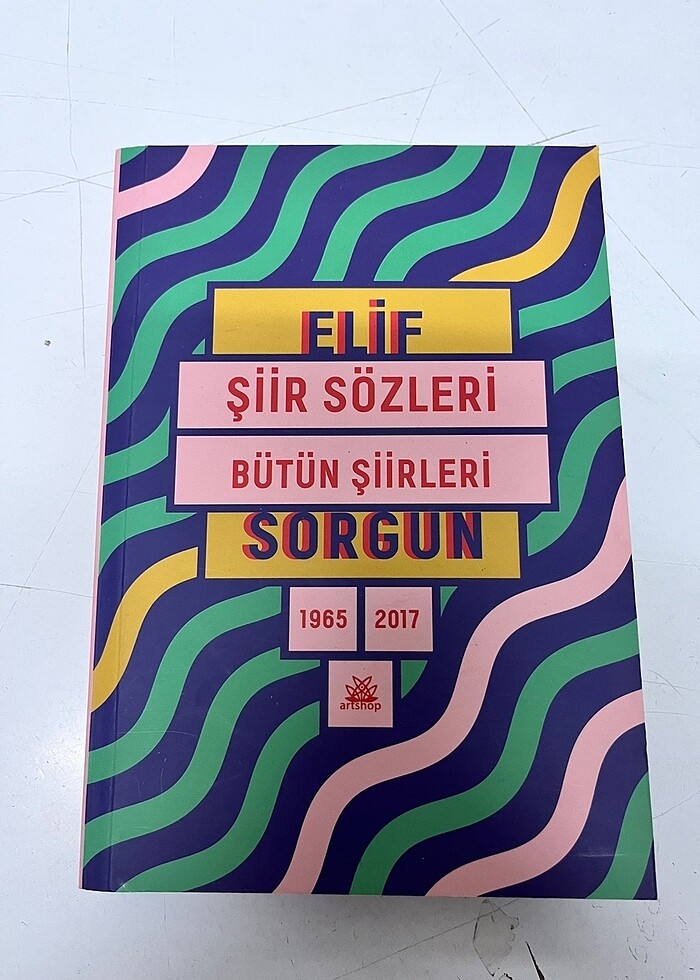 ELİF
ŞİİR SÖZLERİ
BÜTÜN ŞİİRLERİ
SORGUN
1965 2017
artshop